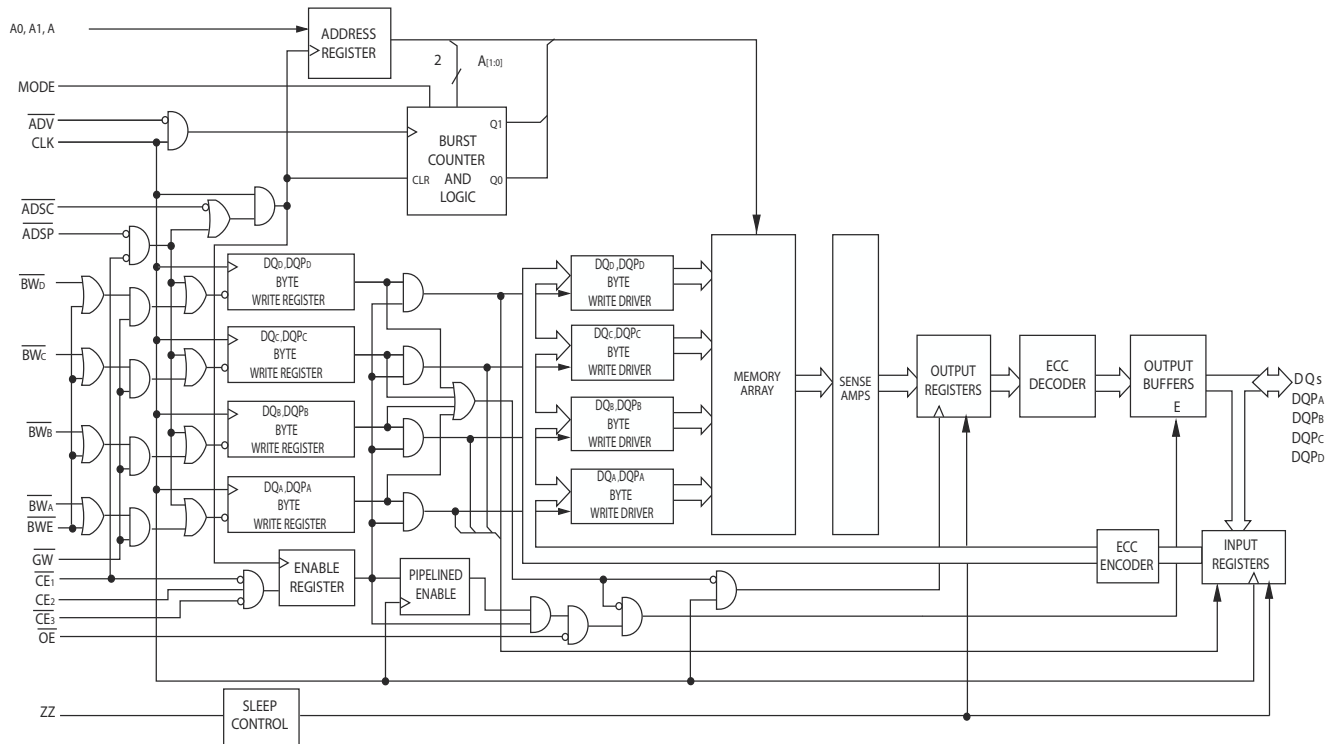 A0, A1, A
ADDRESS
REGISTER
2
A[1:0]
MODE
ADV
CLK
BURST
COUNTER
AND
LOGIC
CLR
Q1
Q0
ADSC
ADSP
BWD
DQD,DQPD
BYTE
WRITE REGISTER
DQD,DQPD
BYTE
WRITE DRIVER
BWC
DQC,DQPC
BYTE
WRITE REGISTER
DQC,DQPC
BYTE
WRITE DRIVER
BWB
DQB,DQPB
BYTE
WRITE REGISTER
DQB,DQPB
BYTE
WRITE DRIVER
BWA
BWE
DQA,DQPA
BYTE
WRITE REGISTER
DQA,DQPA
BYTE
WRITE DRIVER
MEMORY
ARRAY
SENSE
AMPS
OUTPUT
REGISTERS
ECC
DECODER
OUTPUT
BUFFERS
E
DQs
DQPA
DQPB
DQPC
DQPD
GW
CE1
CE2
CE3
OE
ENABLE
REGISTER
PIPELINED
ENABLE
ECC
ENCODER
INPUT
REGISTERS
ZZ
SLEEP
CONTROL